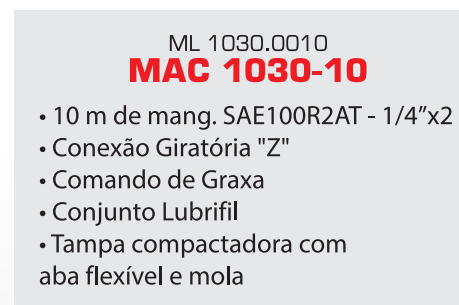 ML 1030.0010
MAC 1030-10
• 10 m de mang. SAE100R2AT - 1/4”x2
• Conexão Giratória "Z"
• Comando de Graxa
• Conjunto Lubrifil
• Tampa compactadora com
aba flexível e mola